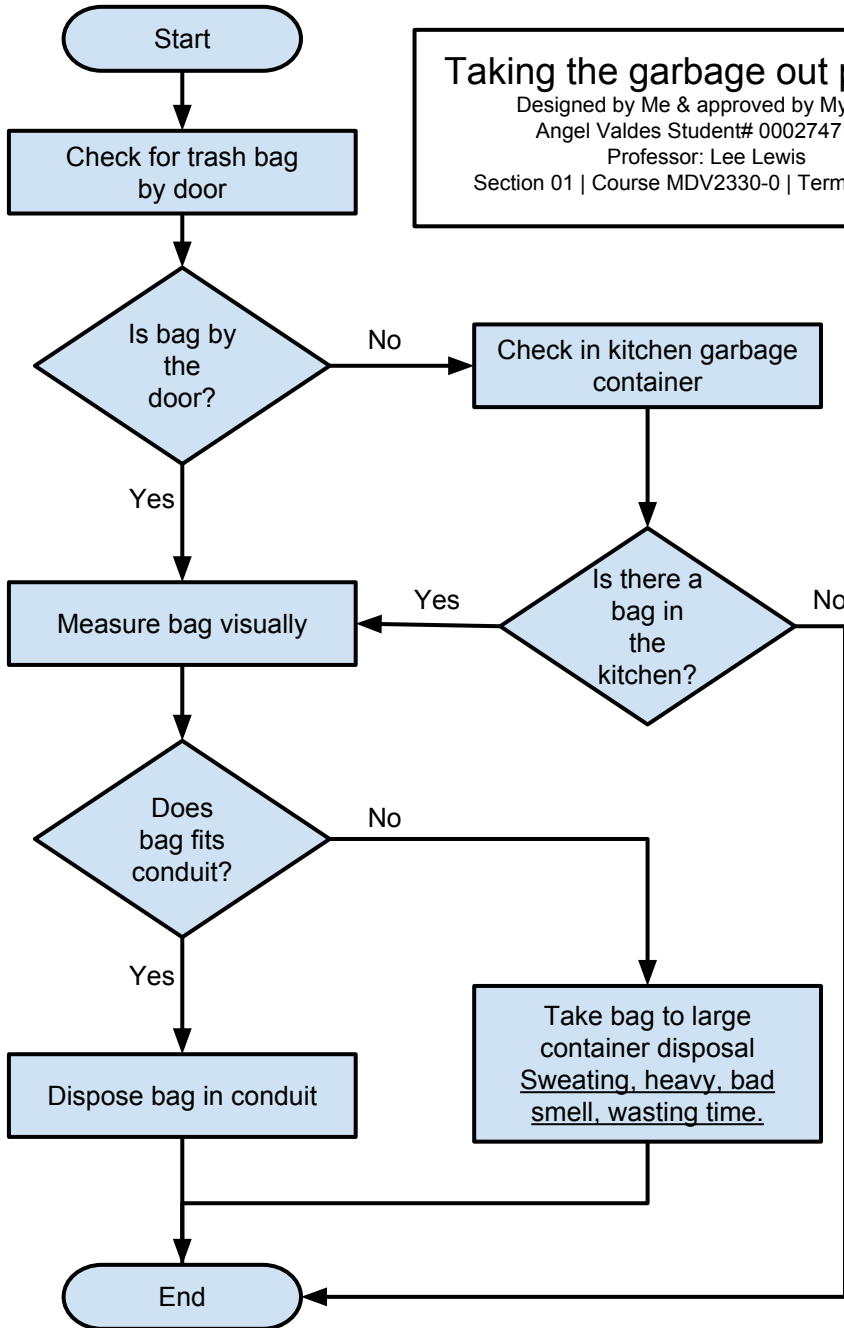 Start
Taking the garbage out
Designed by Me & approved by My
Angel Valdes Student# 0002747
Professor: Lee Lewis
Section 01 | Course MDV2330-0 | Term
Check for trash bag
by door
Is bag by
the
door?
No
Check in kitchen garbage
container
Yes
Is there a
bag in
the
kitchen?
Yes
No
Measure bag visually
Does
bag fits
conduit?
No
Yes
Take bag to large
container disposal
Sweating, heavy, bad
smell, wasting time.
Dispose bag in conduit
End